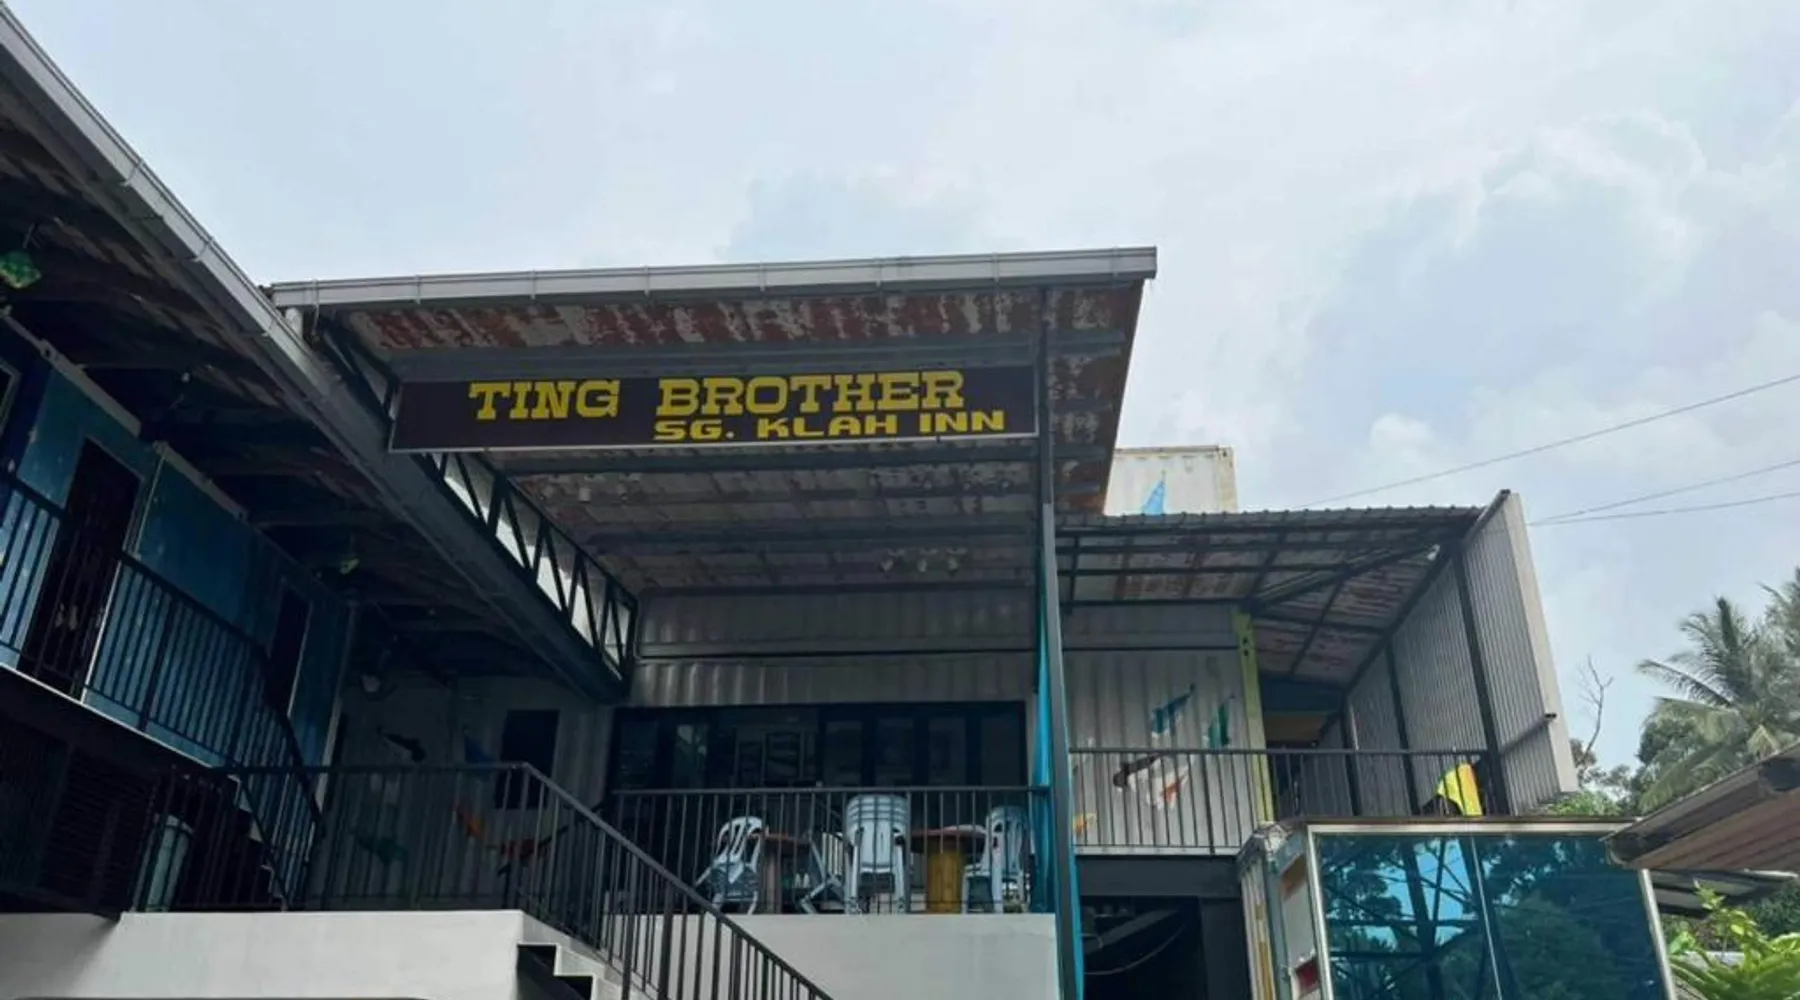 TING BROTHER
SG. KLAH INN